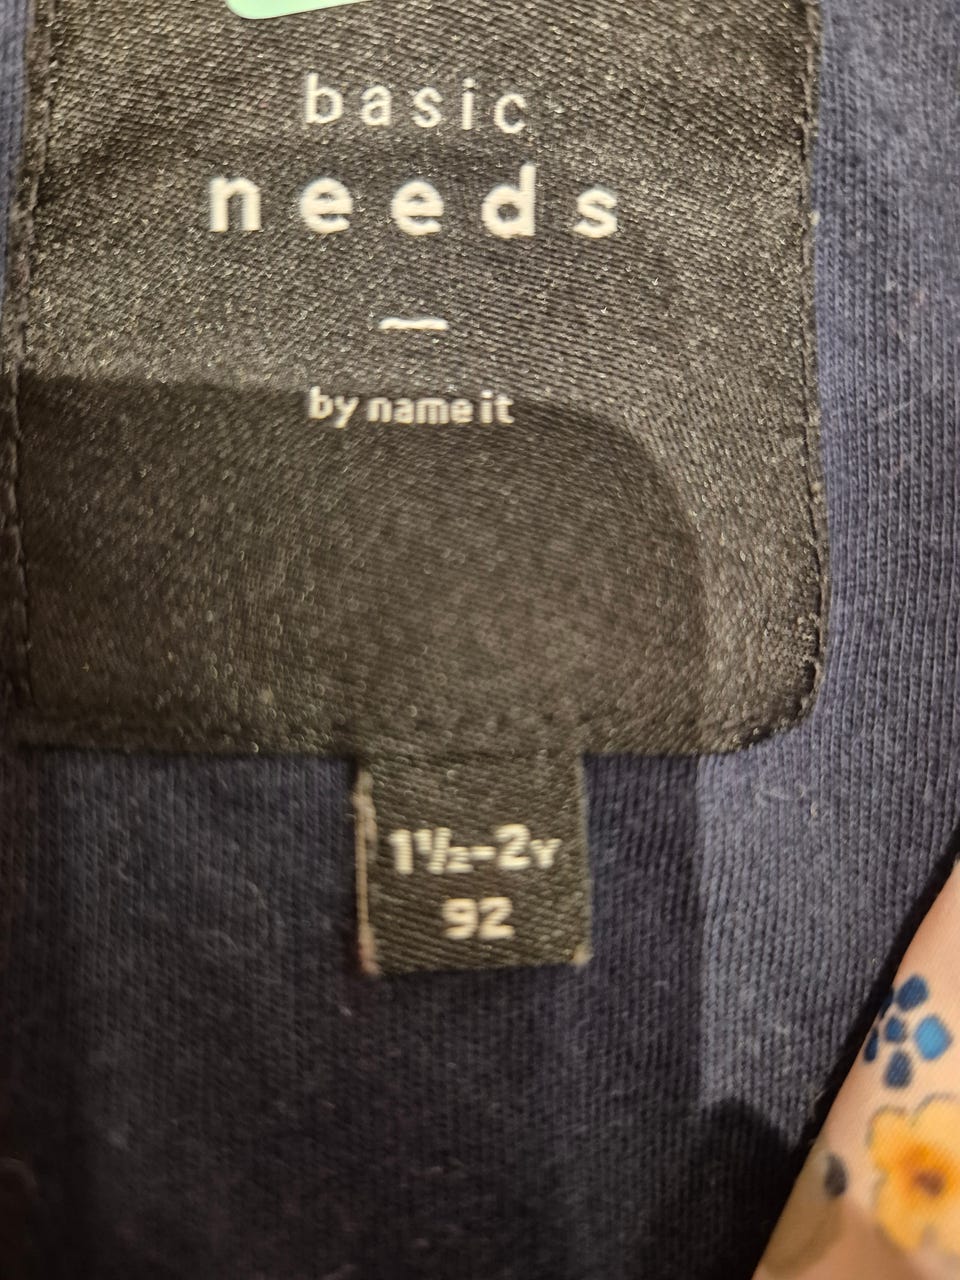 basic
needs
by name it
1½-2y
92